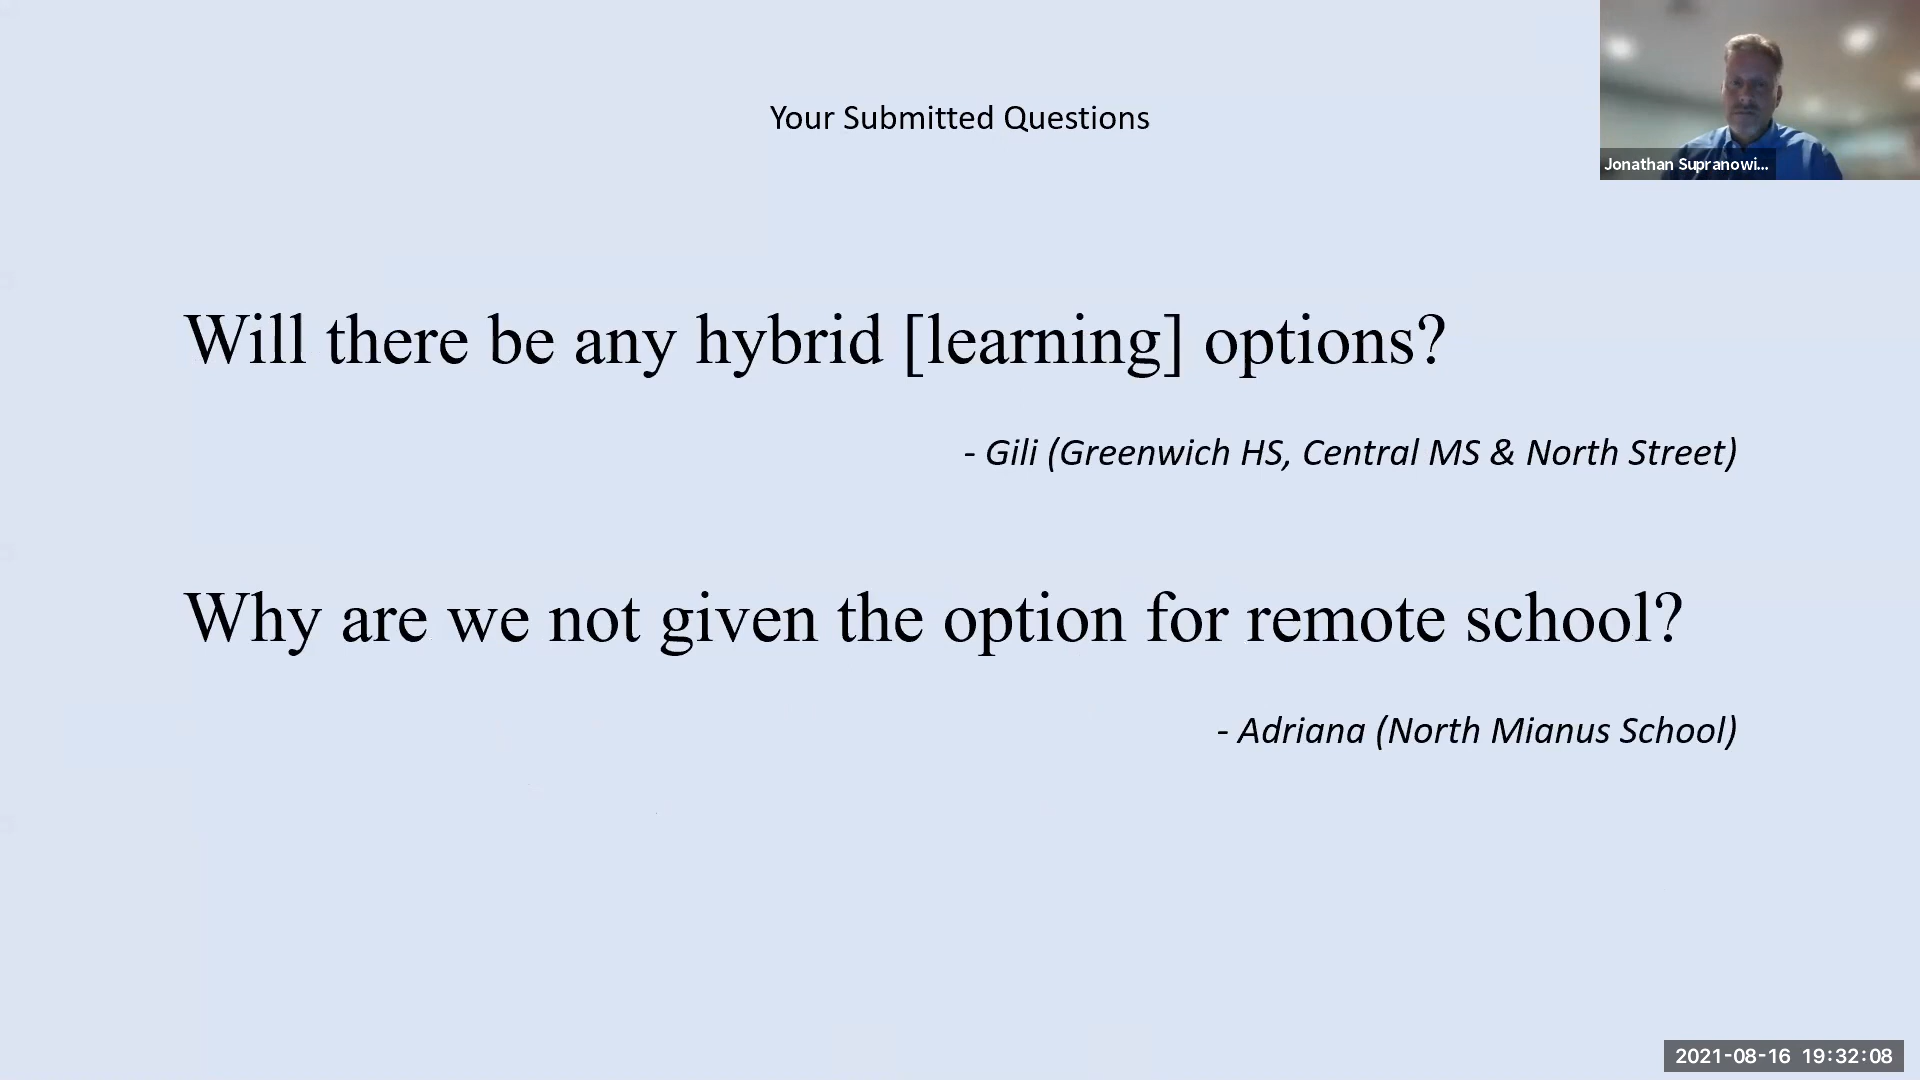 Your Submitted Questions
Jonathan Supranowi...
Will there be any hybrid [learning] options?
- Gili (Greenwich HS, Central MS & North Street)
Why are we not given the option for remote school?
- Adriana (North Mianus School)
2021-08-16 19:32:08